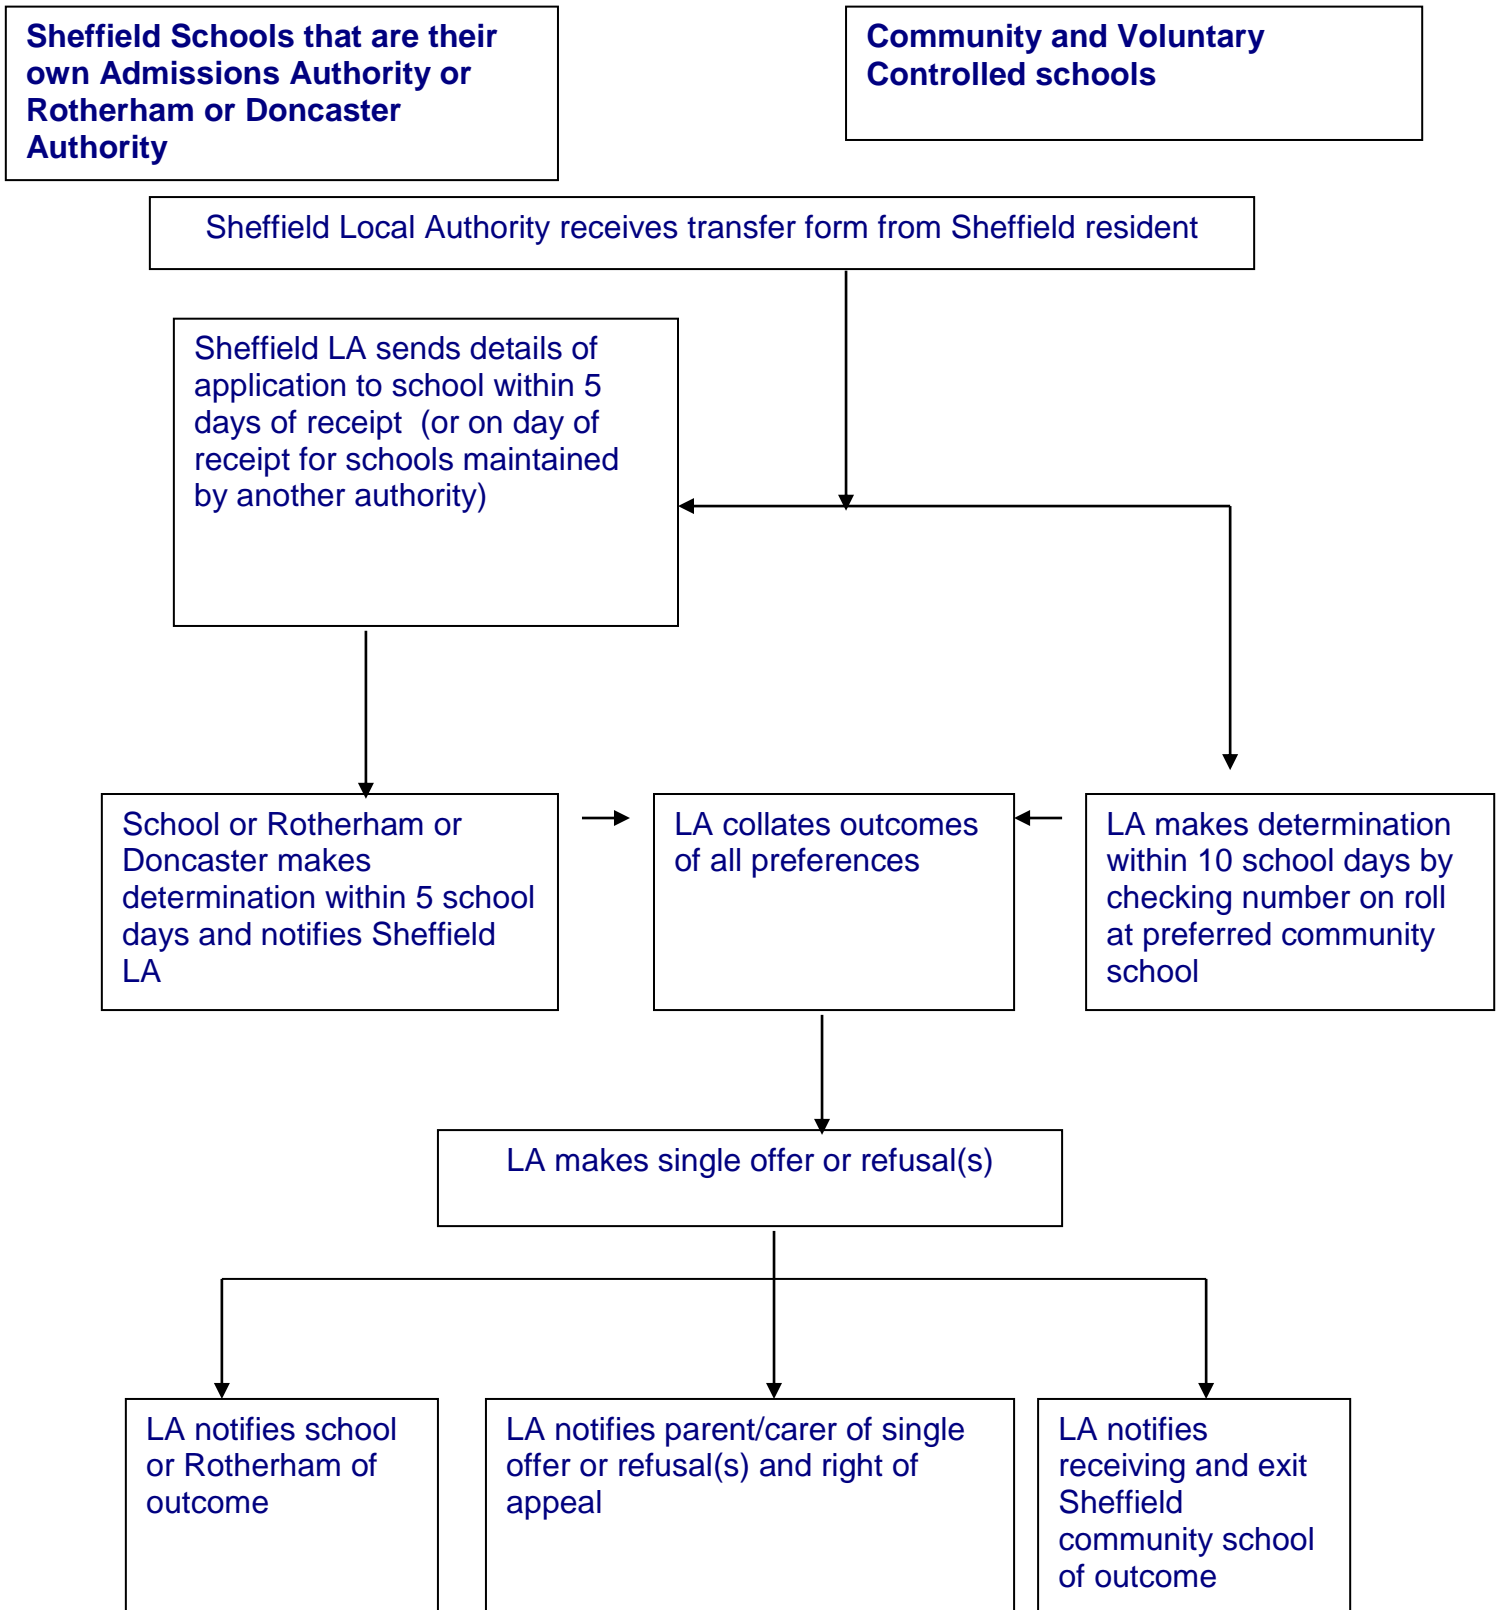 Sheffield Schools that are their
own Admissions Authority or
Rotherham or Doncaster
Authority
Community and Voluntary
Controlled schools
Sheffield Local Authority receives transfer form from Sheffield resident
Sheffield LA sends details of
application to school within 5
days of receipt  (or on day of
receipt for schools maintained
by another authority)
School or Rotherham or
Doncaster makes
determination within 5 school
days and notifies Sheffield
LA
LA collates outcomes
of all preferences
LA makes determination
within 10 school days by
checking number on roll
at preferred community
school
LA makes single offer or refusal(s)
LA notifies school
or Rotherham of
outcome
LA notifies parent/carer of single
offer or refusal(s) and right of
appeal
LA notifies
receiving and exit
Sheffield
community school
of outcome